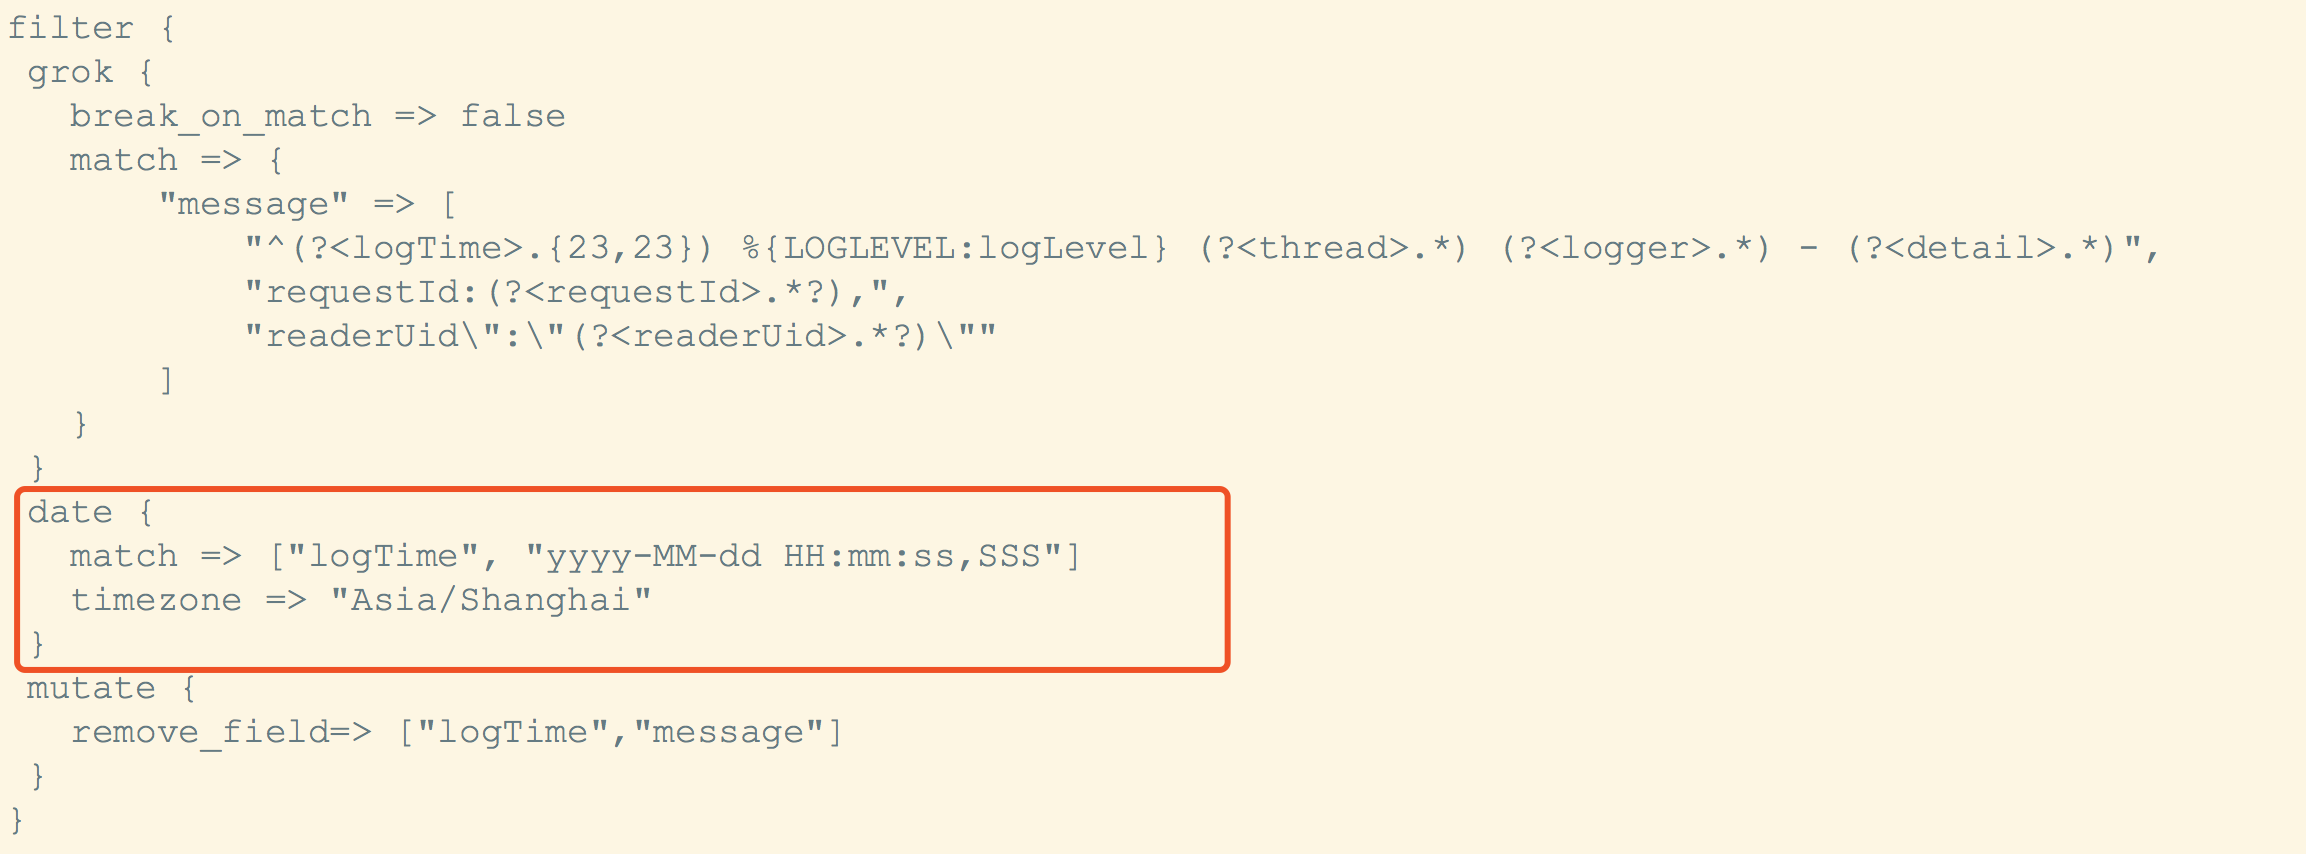 filter {
 grok {
   break_on_match => false
   match => {
       "message" => [
           "^(?<logTime>.{23,23}) %{LOGLEVEL:logLevel} (?<thread>.*) (?<logger>.*) - (?<detail>.*)",
           "requestId:(?<requestId>.*?),",
           "readerUid\":\"(?<readerUid>.*?)\""
       ]
   }
 }
 date {
   match => ["logTime", "yyyy-MM-dd HH:mm:ss,SSS"]
   timezone => "Asia/Shanghai"
 }
 mutate {
   remove_field=> ["logTime","message"]
 }
}